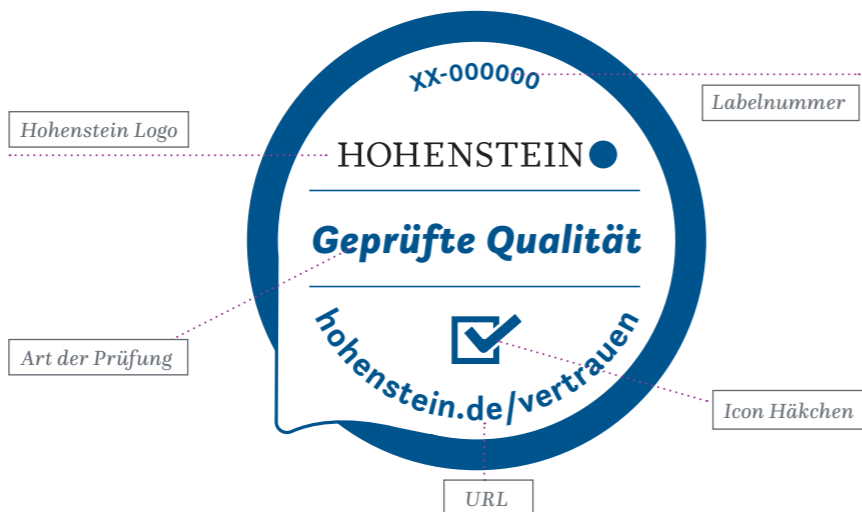 XX-000000
Labelnummer
Hohenstein Logo
HOHENSTEIN
Geprüfte Qualität
Art der Prüfung
hohenstein.de/vertrauen
Icon Häkchen
URL